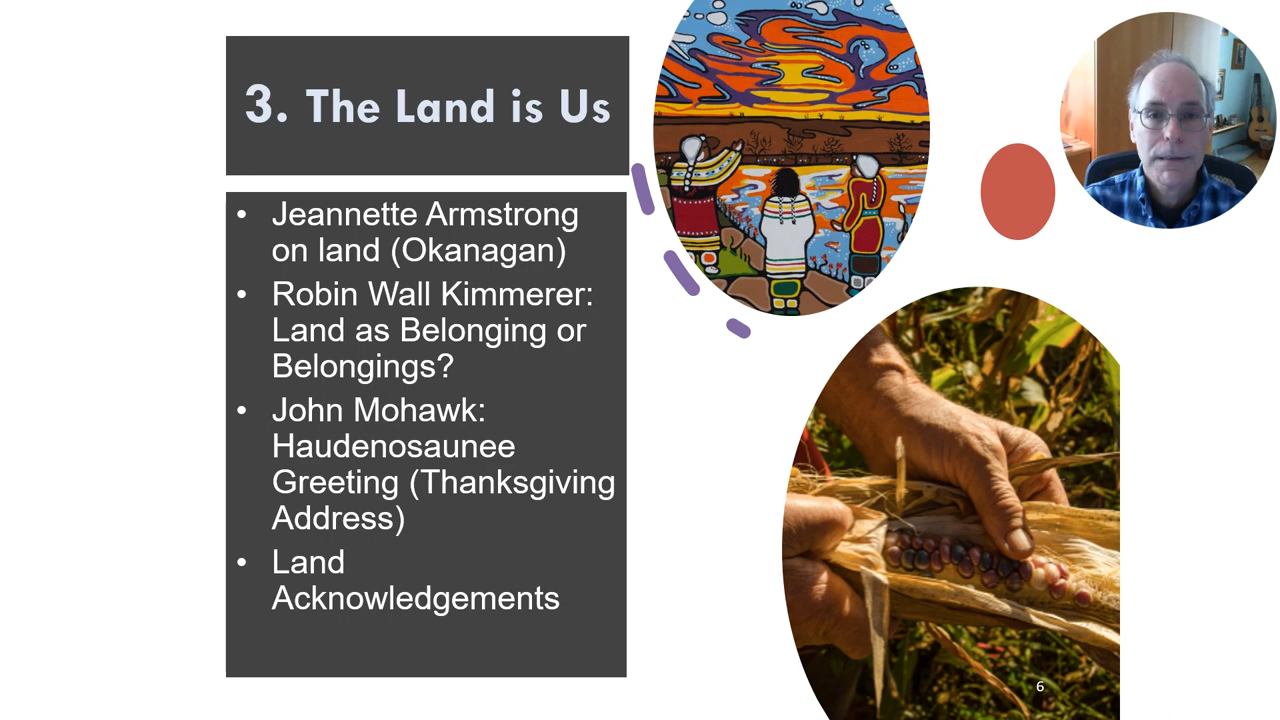 3. The Land is Us
• Jeannette Armstrong
on land (Okanagan)
• Robin Wall Kimmerer:
Land as Belonging or
Belongings?
• John Mohawk:
Haudenosaunee
Greeting (Thanksgiving
Address)
• Land
Acknowledgements
6